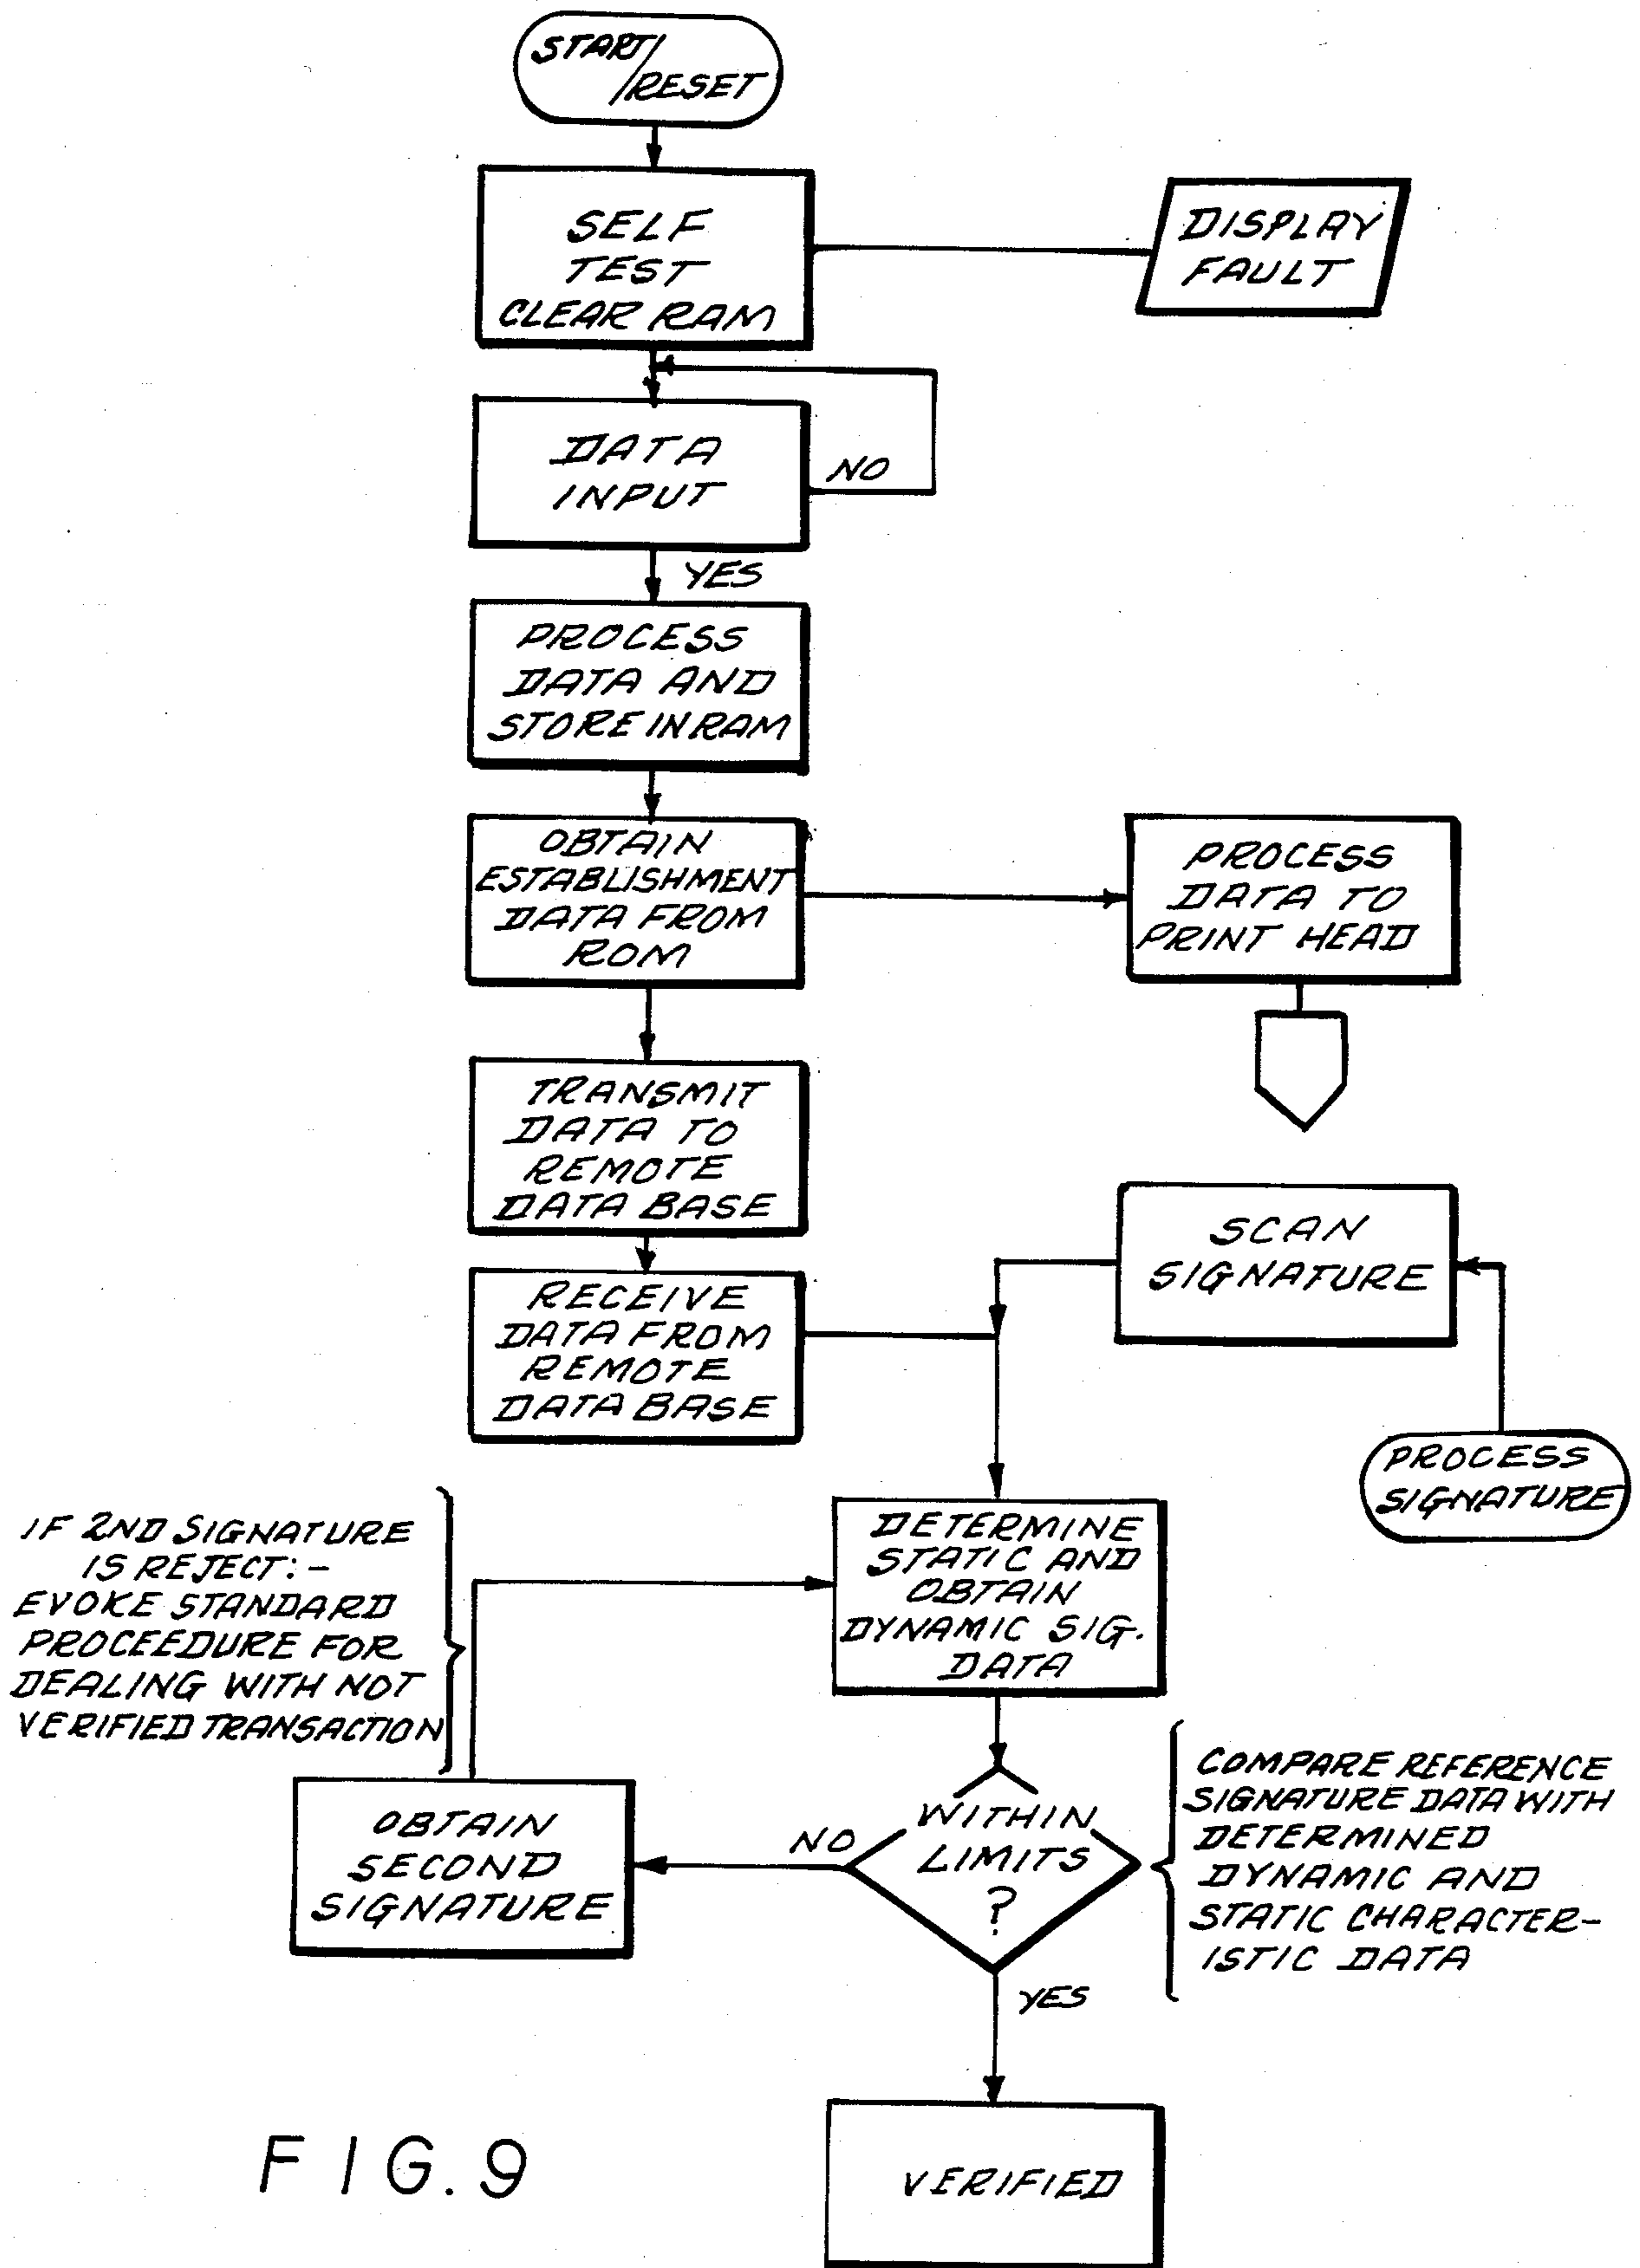 START/
/RESET
SELF
TEST
CLEAR RAM
DISPLAY
FAULT
DATA
INPUT
NO
YES
PROCESS
DATA AND
STORE IN RAM
OBTAIN
ESTABLISHMENT
DATA FROM
ROM
PROCESS
DATA TO
PRINT HEAD
TRANSMIT
DATA TO
REMOTE
DATA BASE
SCAN
SIGNATURE
RECEIVE
DATA FROM
REMOTE
DATA BASE
PROCESS
SIGNATURE
IF 2ND SIGNATURE
IS REJECT:-
EVOKE STANDARD
PROCEEDURE FOR
DEALING WITH NOT
VERIFIED TRANSACTION
DETERMINE
STATIC AND
OBTAIN
DYNAMIC SIG.
DATA
OBTAIN
SECOND
SIGNATURE
NO
WITHIN
LIMITS
?
COMPARE REFERENCE
SIGNATURE DATA WITH
DETERMINED
DYNAMIC AND
STATIC CHARACTER-
ISTIC DATA
YES
VERIFIED
FIG. 9